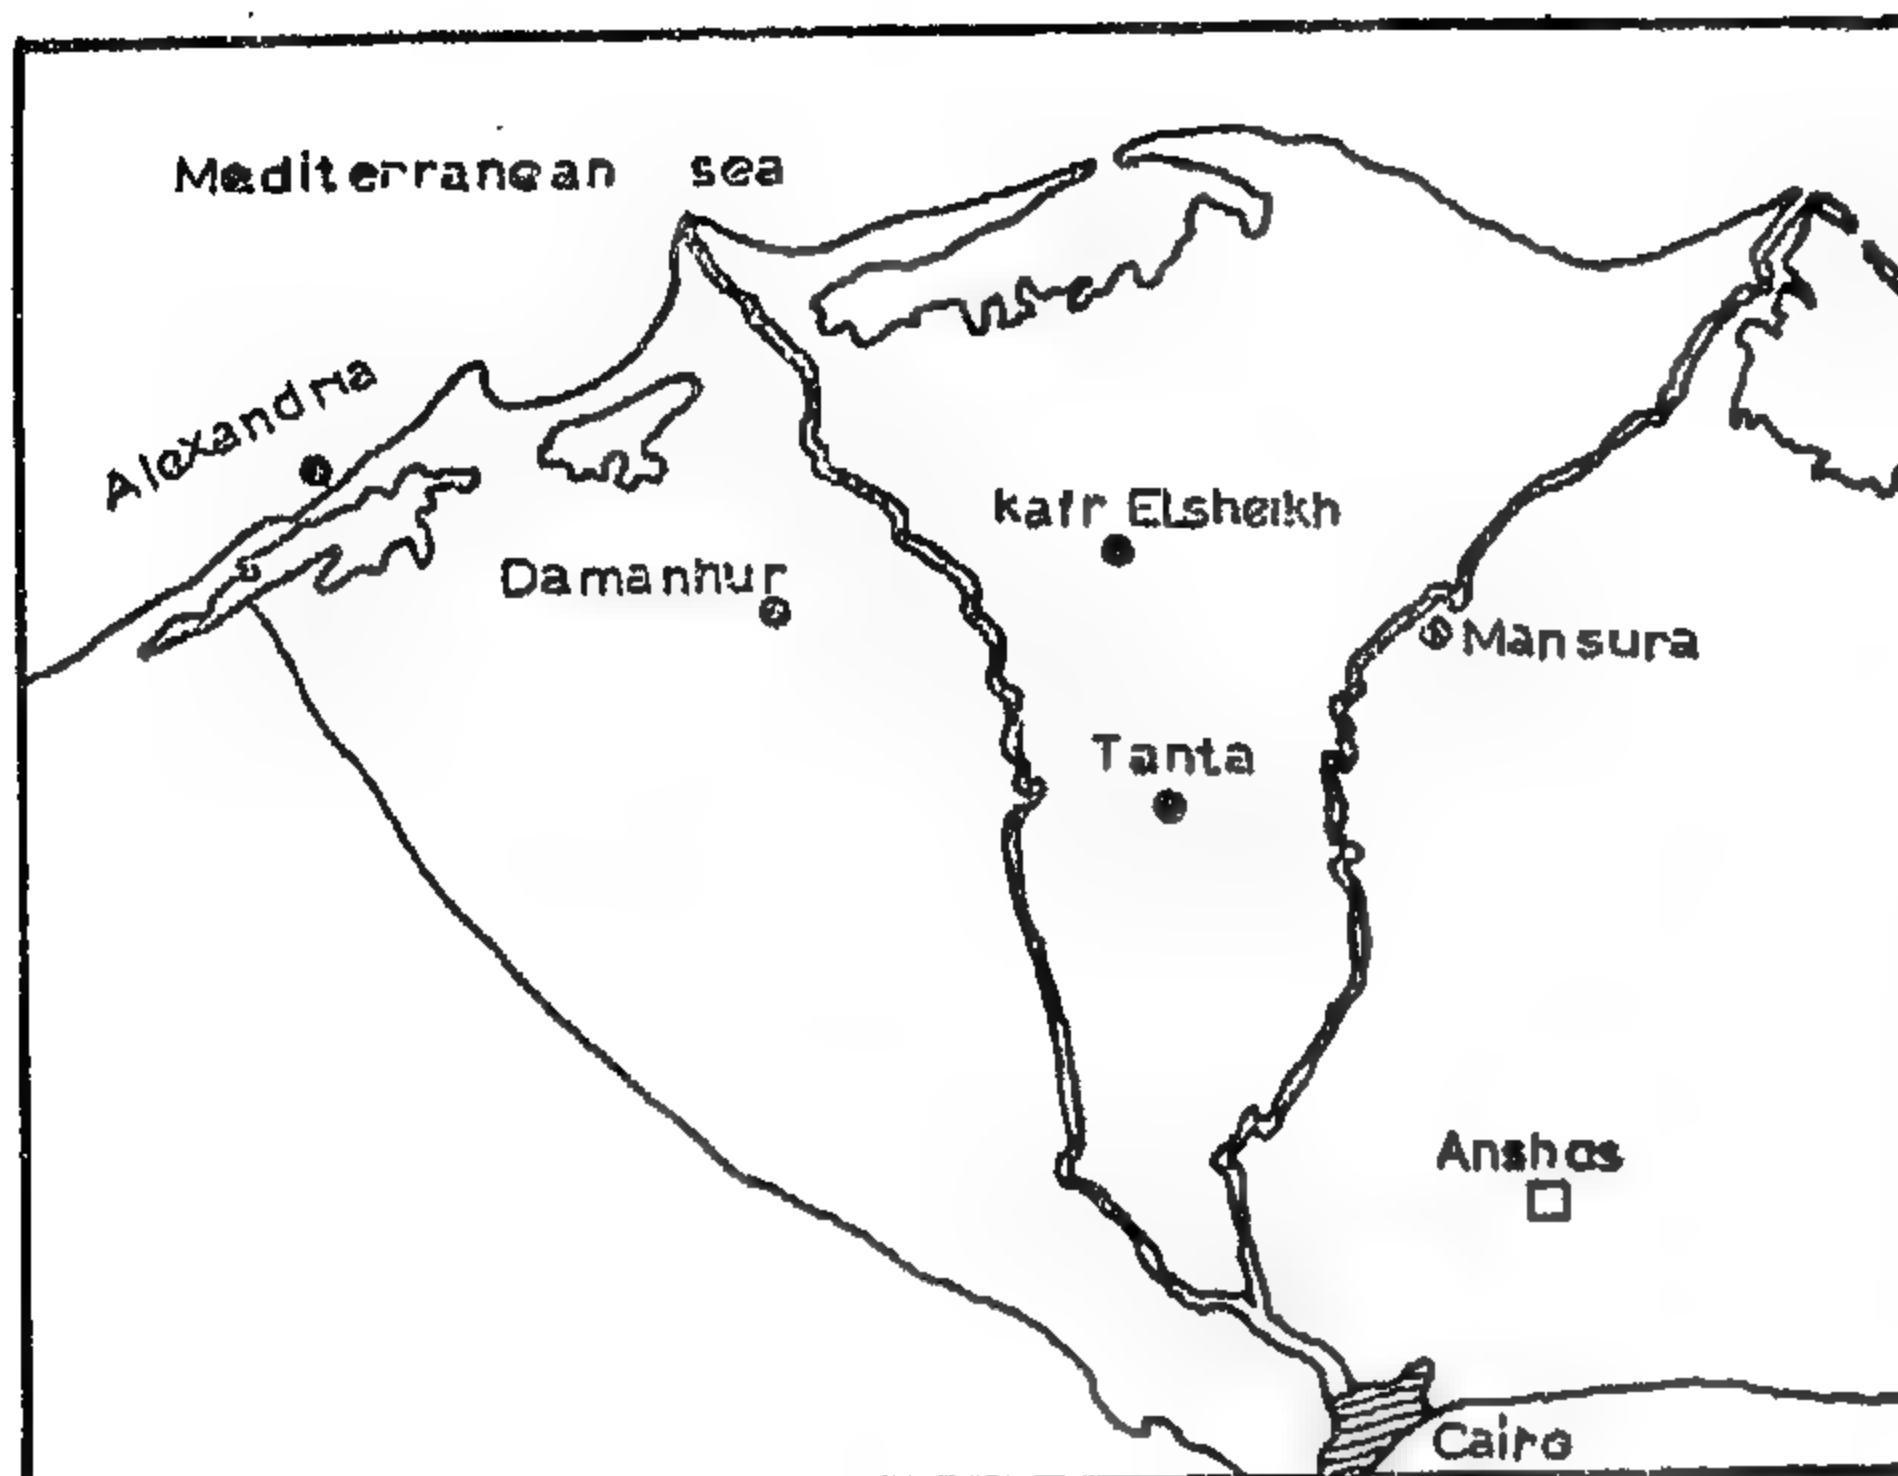 Mediterranean sea
Alexandria
kafr Elsheikh
Damanhur
Mansura
Tanta
Anshas
Cairo